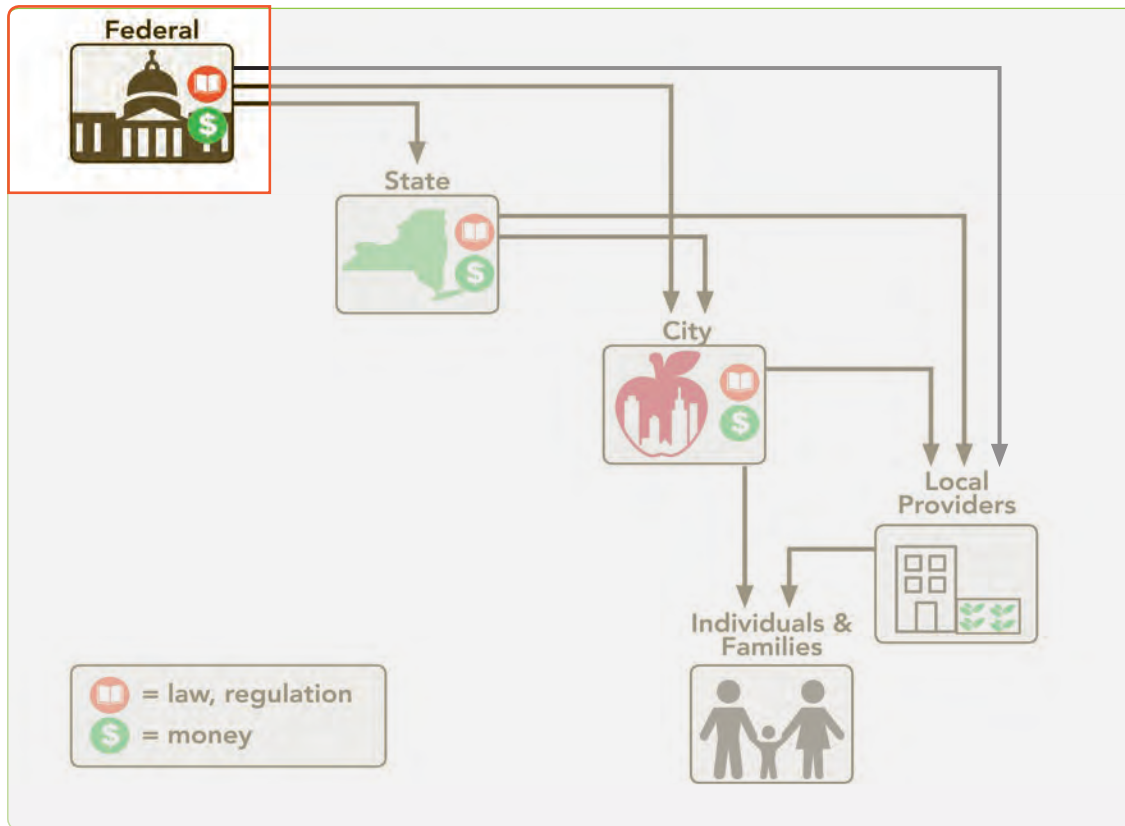 Federal
$
State
$
City
$
Local
Providers
Individuals &
Families
= law, regulation
$ = money